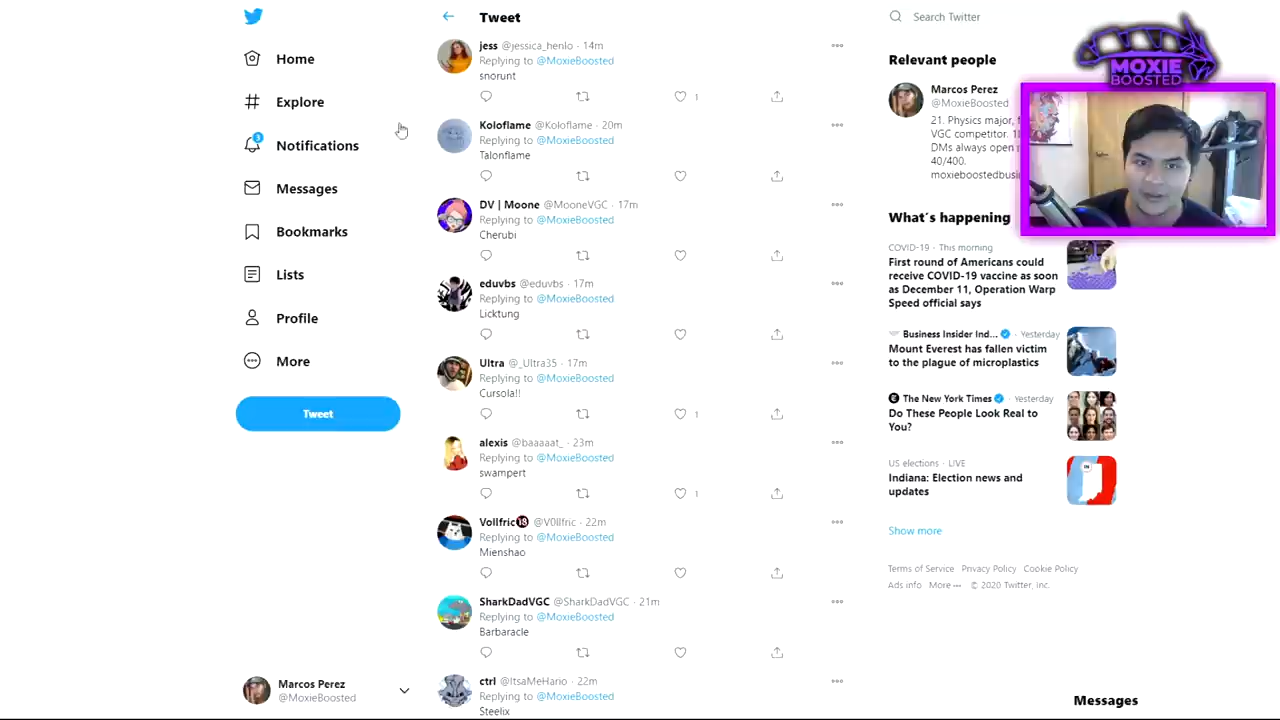 Home
Explore
3
Notifications
Messages
Bookmarks
Lists
Profile
More
Tweet
Marcos Perez
@MoxieBoosted
Tweet
jess @jessica_henlo · 14m
Replying to @MoxieBoosted
snorunt
1
Koloflame @Koloflame · 20m
Replying to @MoxieBoosted
Talonflame
DV | Moone @MooneVGC · 17m
Replying to @MoxieBoosted
Cherubi
eduvbs @eduvbs · 17m
Replying to @MoxieBoosted
Licktung
Ultra @_Ultra35 · 17m
Replying to @MoxieBoosted
Cursola!!
1
alexis @baaaaat_ · 23m
Replying to @MoxieBoosted
swampert
1
Vollfric🔞 @V0llfric · 22m
Replying to @MoxieBoosted
Mienshao
SharkDadVGC @SharkDadVGC · 21m
Replying to @MoxieBoosted
Barbaracle
ctrl @ItsaMeHario · 22m
Replying to @MoxieBoosted
Steelix
Search Twitter
MOXIE
BOOSTED
Relevant people
Marcos Perez
@MoxieBoosted
21. Physics major,
VGC competitor.
DMs always open
40/400.
What's happening
COVID-19 · This morning
First round of Americans could
receive COVID-19 vaccine as soon
as December 11, Operation Warp
Speed official says
Business Insider Ind... · Yesterday
Mount Everest has fallen victim
to the plague of microplastics
The New York Times · Yesterday
Do These People Look Real to
You?
US elections · LIVE
Indiana: Election news and
updates
IN
Show more
Terms of Service Privacy Policy Cookie Policy
Ads info More ··· © 2020 Twitter, Inc.
Messages